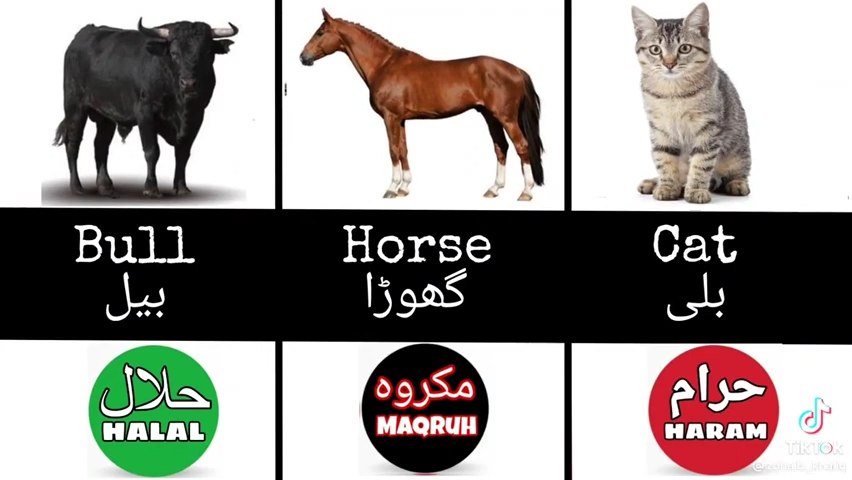 Bull
بیل
Horse
گھوڑا
Cat
بلی
حلال
HALAL
مکروہ
MAQRUH
حرام
HARAM
TikTok